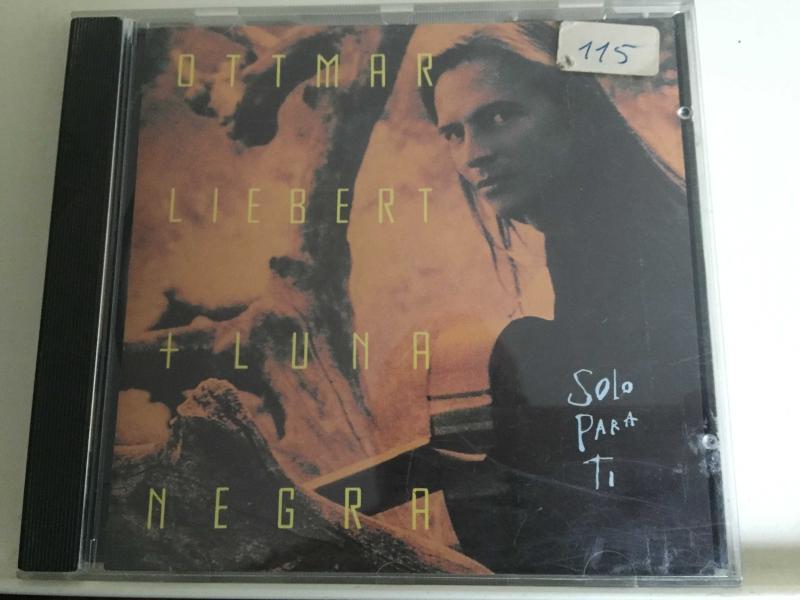 115
OTTMAR
LIEBERT
+ LUNA
NEGRA
SOLO
PARA
TI